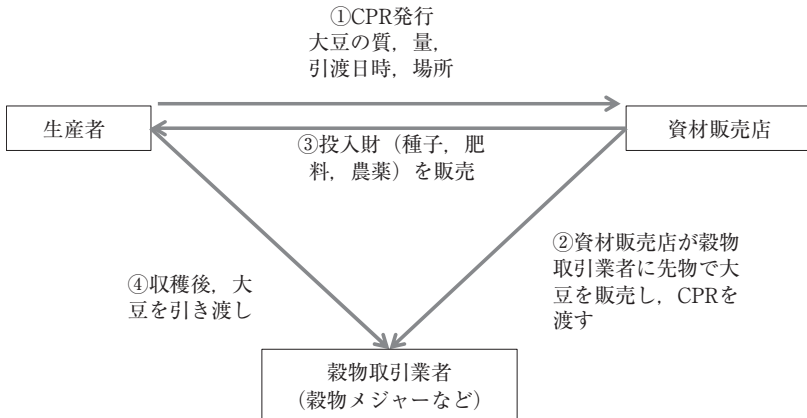 ①CPR発行
大豆の質，量，
引渡日時，場所
生産者
資材販売店
③投入財（種子，肥
料，農薬）を販売
②資材販売店が穀物
取引業者に先物で大
豆を販売し，CPRを
渡す
④収穫後，大
豆を引き渡し
穀物取引業者
（穀物メジャーなど）